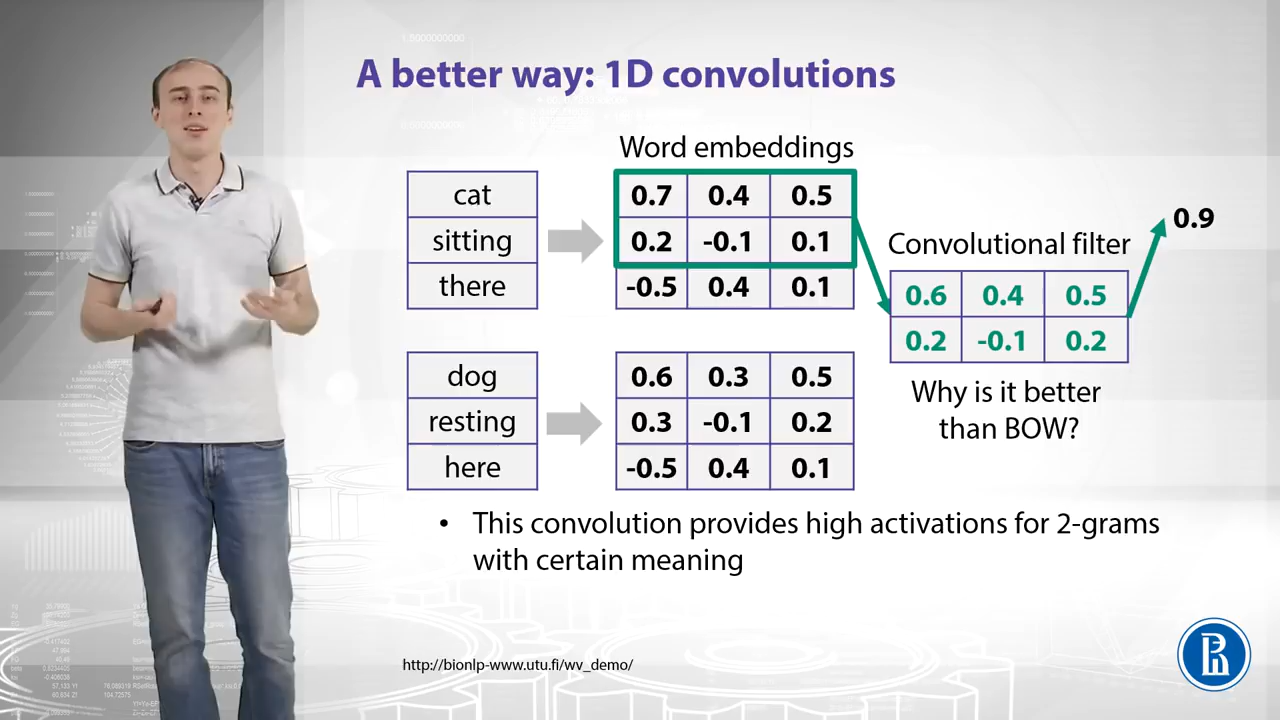 A better way: 1D convolutions
Word embeddings
cat
sitting
there
0.7 0.4 0.5
0.2 -0.1 0.1
-0.5 0.4 0.1
Convolutional filter
0.6 0.4 0.5
0.2 -0.1 0.2
0.9
Why is it better
than BOW?
dog
resting
here
0.6 0.3 0.5
0.3 -0.1 0.2
-0.5 0.4 0.1
• This convolution provides high activations for 2-grams
with certain meaning
http://bionlp-www.utu.fi/wv_demo/